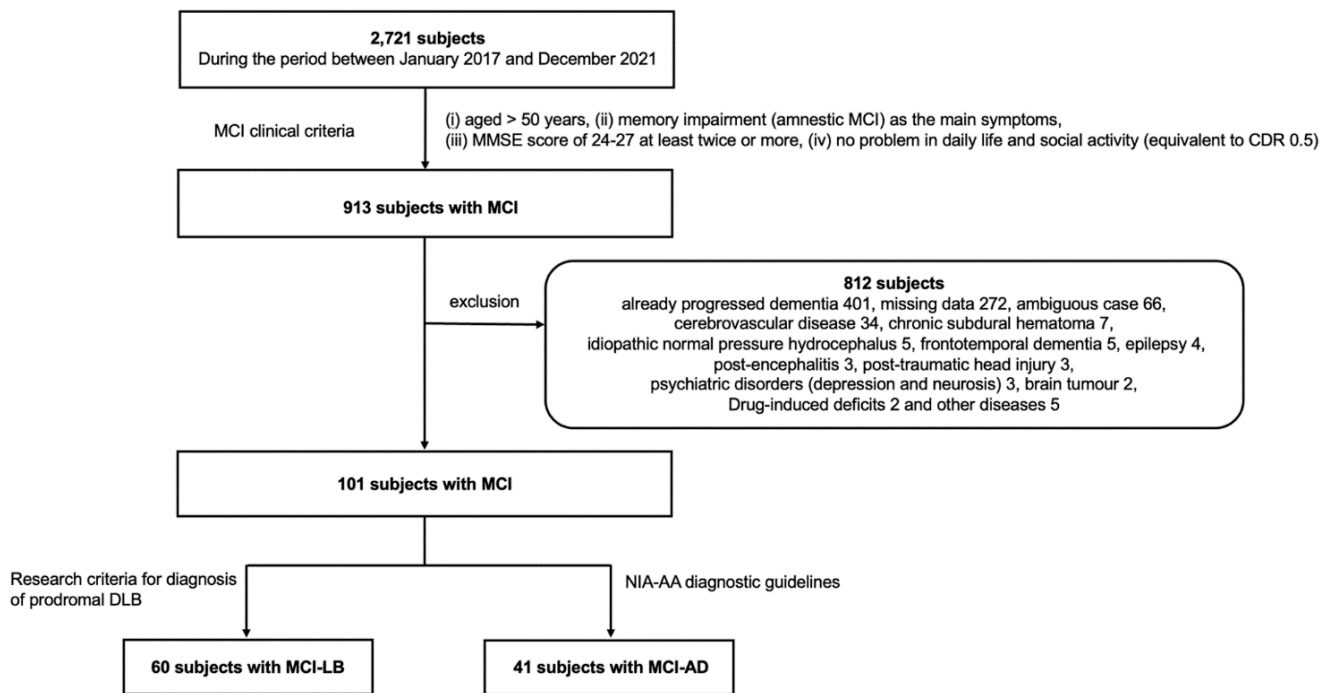 2,721 subjects
During the period between January 2017 and December 2021
MCI clinical criteria
(i) aged > 50 years, (ii) memory impairment (amnestic MCI) as the main symptoms,
(iii) MMSE score of 24-27 at least twice or more, (iv) no problem in daily life and social activity (equivalent to CDR 0.5)
913 subjects with MCI
exclusion
812 subjects
already progressed dementia 401, missing data 272, ambiguous case 66,
cerebrovascular disease 34, chronic subdural hematoma 7,
idiopathic normal pressure hydrocephalus 5, frontotemporal dementia 5, epilepsy 4,
post-encephalitis 3, post-traumatic head injury 3,
psychiatric disorders (depression and neurosis) 3, brain tumour 2,
Drug-induced deficits 2 and other diseases 5
101 subjects with MCI
Research criteria for diagnosis
of prodromal DLB
NIA-AA diagnostic guidelines
60 subjects with MCI-LB
41 subjects with MCI-AD